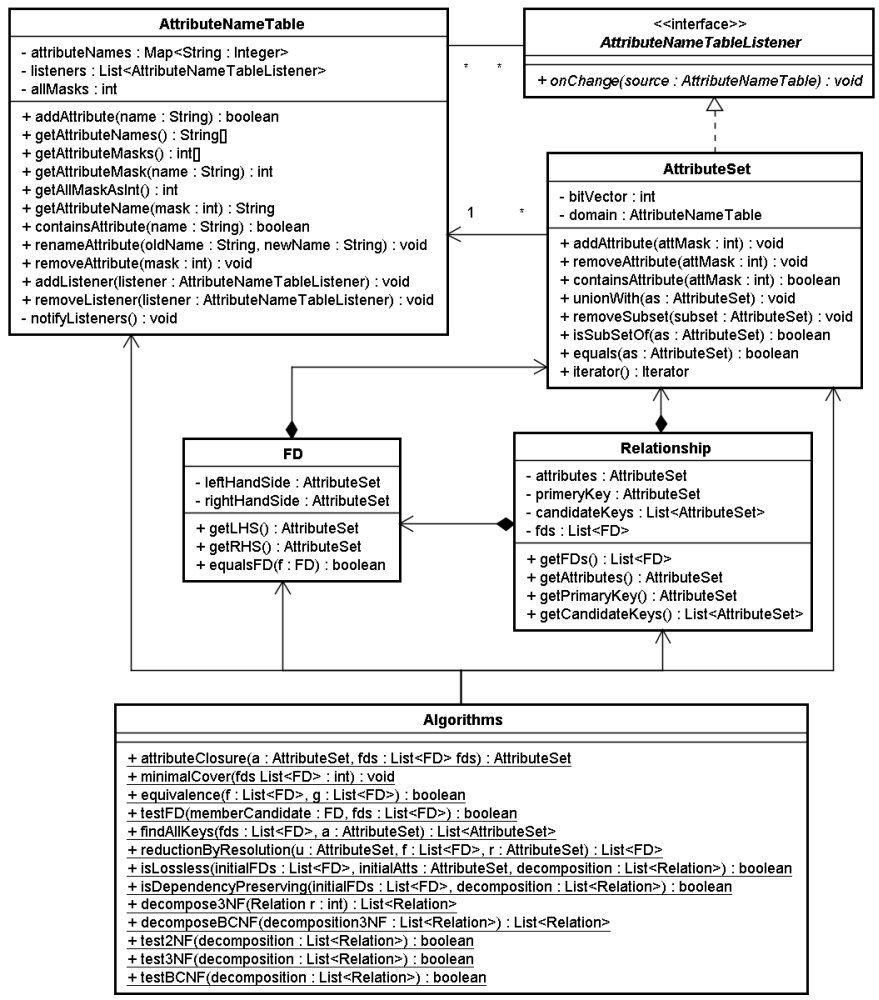 AttributeNameTable
- attributeNames : Map<String : Integer>
- listeners : List<AttributeNameTableListener>
- allMasks : int
+ addAttribute(name : String) : boolean
+ getAttributeNames() : String[]
+ getAttributeMasks() : int[]
+ getAttributeMask(name : String) : int
+ getAllMaskAsInt() : int
+ getAttributeName(mask : int) : String
+ containsAttribute(name : String) : boolean
+ renameAttribute(oldName : String, newName : String) : void
+ removeAttribute(mask : int) : void
+ addListener(listener : AttributeNameTableListener) : void
+ removeListener(listener : AttributeNameTableListener) : void
- notifyListeners() : void
* *
<<interface>>
AttributeNameTableListener
+ onChange(source : AttributeNameTable) : void
1 *
AttributeSet
- bitVector : int
- domain : AttributeNameTable
+ addAttribute(attMask : int) : void
+ removeAttribute(attMask : int) : void
+ containsAttribute(attMask : int) : boolean
+ unionWith(as : AttributeSet) : void
+ removeSubset(subset : AttributeSet) : void
+ isSubSetOf(as : AttributeSet) : boolean
+ equals(as : AttributeSet) : boolean
+ iterator() : Iterator
FD
- leftHandSide : AttributeSet
- rightHandSide : AttributeSet
+ getLHS() : AttributeSet
+ getRHS() : AttributeSet
+ equalsFD(f : FD) : boolean
Relationship
- attributes : AttributeSet
- primeryKey : AttributeSet
- candidateKeys : List<AttributeSet>
- fds : List<FD>
+ getFDs() : List<FD>
+ getAttributes() : AttributeSet
+ getPrimaryKey() : AttributeSet
+ getCandidateKeys() : List<AttributeSet>
Algorithms
+ attributeClosure(a : AttributeSet, fds : List<FD> fds) : AttributeSet
+ minimalCover(fds List<FD> : int) : void
+ equivalence(f : List<FD>, g : List<FD>) : boolean
+ testFD(memberCandidate : FD, fds : List<FD>) : boolean
+ findAllKeys(fds : List<FD>, a : AttributeSet) : List<AttributeSet>
+ reductionByResolution(u : AttributeSet, f : List<FD>, r : AttributeSet) : List<FD>
+ isLossless(initialFDs : List<FD>, initialAtts : AttributeSet, decomposition : List<Relation>) : boolean
+ isDependencyPreserving(initialFDs : List<FD>, decomposition : List<Relation>) : boolean
+ decompose3NF(Relation r : int) : List<Relation>
+ decomposeBCNF(decomposition3NF : List<Relation>) : List<Relation>
+ test2NF(decomposition : List<Relation>) : boolean
+ test3NF(decomposition : List<Relation>) : boolean
+ testBCNF(decomposition : List<Relation>) : boolean